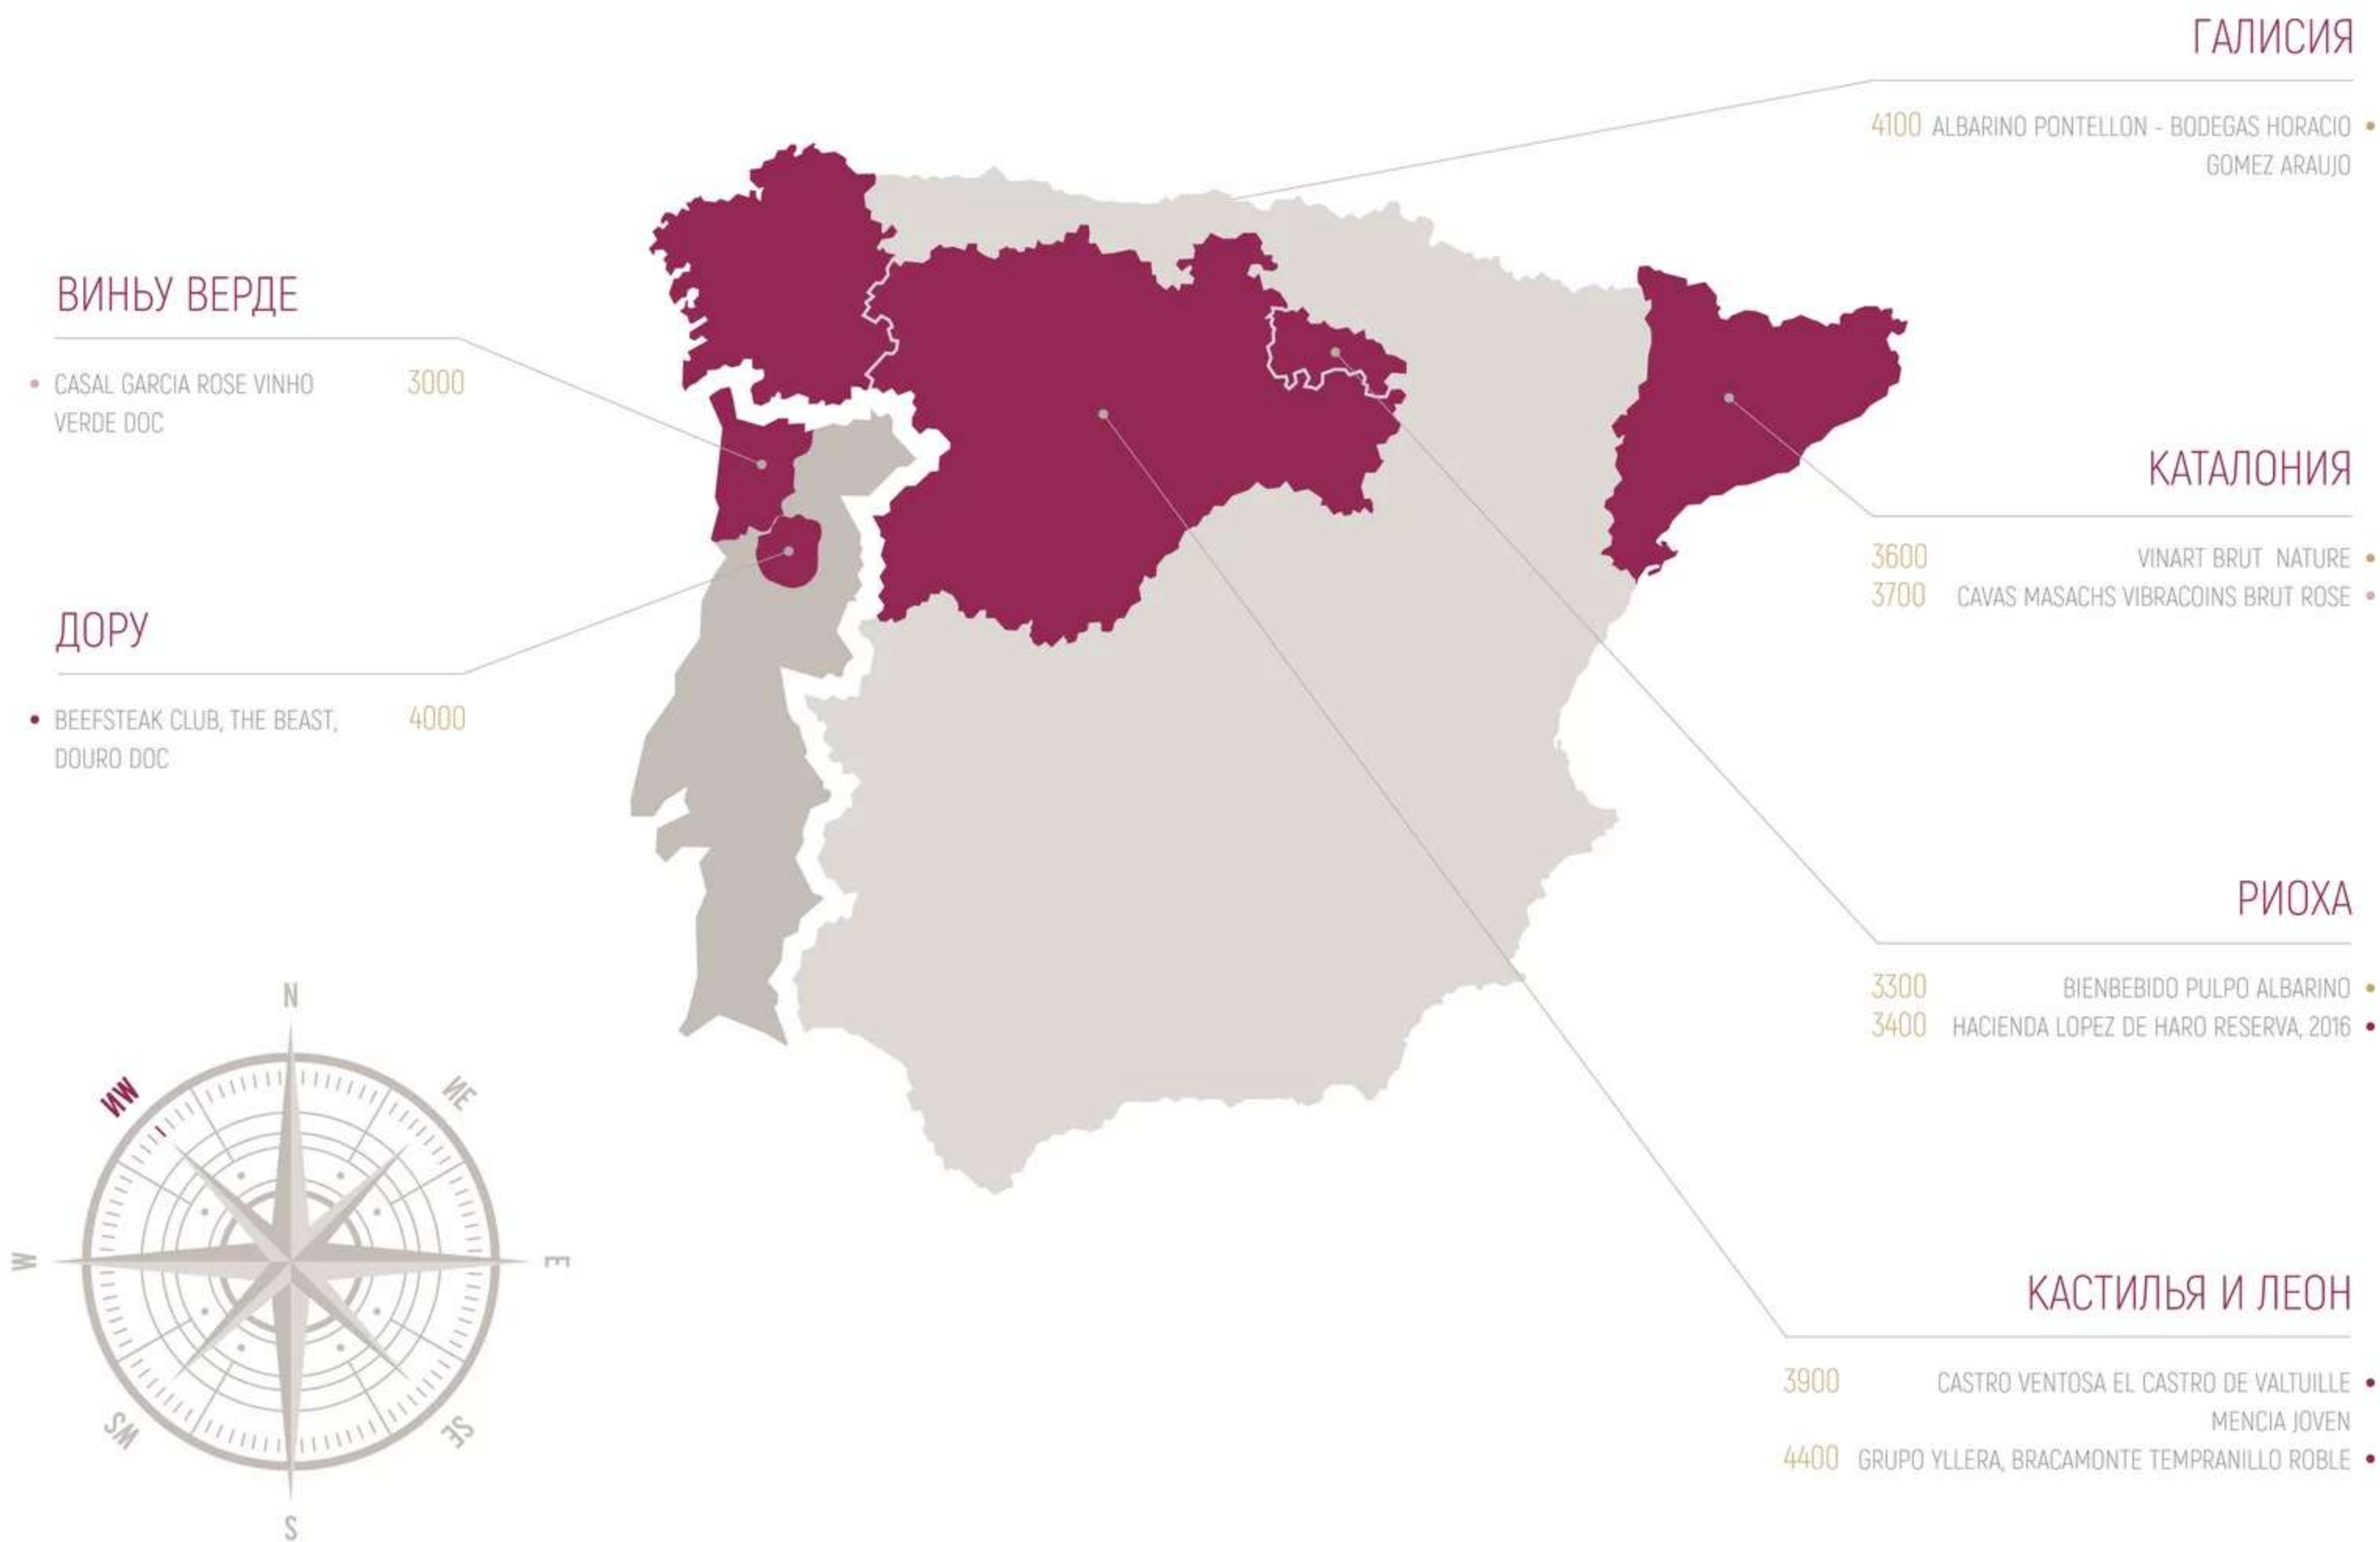 ГАЛИСИЯ
4100 ALBARINO PONTELLON - BODEGAS HORACIO
GOMEZ ARAUJO
ВИНЬУ ВЕРДЕ
CASAL GARCIA ROSE VINHO 3000
VERDE DOC
КАТАЛОНИЯ
3600 VINART BRUT NATURE
3700 CAVAS MASACHS VIBRACOINS BRUT ROSE
ДОРУ
BEEFSTEAK CLUB, THE BEAST, 4000
DOURO DOC
РИОХА
3300 BIENBEBIDO PULPO ALBARINO
3400 HACIENDA LOPEZ DE HARO RESERVA, 2016
КАСТИЛЬЯ И ЛЕОН
3900 CASTRO VENTOSA EL CASTRO DE VALTUILLE
MENCIA JOVEN
4400 GRUPO YLLERA, BRACAMONTE TEMPRANILLO ROBLE
N
NW
NE
W
E
SW
SE
S